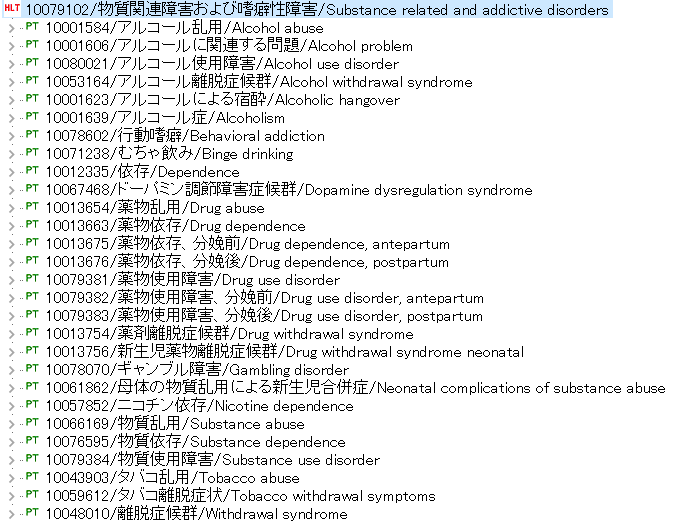 HLT 10079102/物質関連障害および嗜癖性障害/Substance related and addictive disorders
PT 10001584/アルコール乱用/Alcohol abuse
PT 10001606/アルコールに関連する問題/Alcohol problem
PT 10080021/アルコール使用障害/Alcohol use disorder
PT 10053164/アルコール離脱症候群/Alcohol withdrawal syndrome
PT 10001623/アルコールによる宿酔/Alcoholic hangover
PT 10001639/アルコール症/Alcoholism
PT 10078602/行動嗜癖/Behavioral addiction
PT 10071238/むちゃ飲み/Binge drinking
PT 10012335/依存/Dependence
PT 10067468/ドーパミン調節障害症候群/Dopamine dysregulation syndrome
PT 10013654/薬物乱用/Drug abuse
PT 10013663/薬物依存/Drug dependence
PT 10013675/薬物依存、分娩前/Drug dependence, antepartum
PT 10013676/薬物依存、分娩後/Drug dependence, postpartum
PT 10079381/薬物使用障害/Drug use disorder
PT 10079382/薬物使用障害、分娩前/Drug use disorder, antepartum
PT 10079383/薬物使用障害、分娩後/Drug use disorder, postpartum
PT 10013754/薬剤離脱症候群/Drug withdrawal syndrome
PT 10013756/新生児薬物離脱症候群/Drug withdrawal syndrome neonatal
PT 10078070/ギャンブル障害/Gambling disorder
PT 10061862/母体の物質乱用による新生児合併症/Neonatal complications of substance abuse
PT 10057852/ニコチン依存/Nicotine dependence
PT 10066169/物質乱用/Substance abuse
PT 10076595/物質依存/Substance dependence
PT 10079384/物質使用障害/Substance use disorder
PT 10043903/タバコ乱用/Tobacco abuse
PT 10059612/タバコ離脱症状/Tobacco withdrawal symptoms
PT 10048010/離脱症候群/Withdrawal syndrome